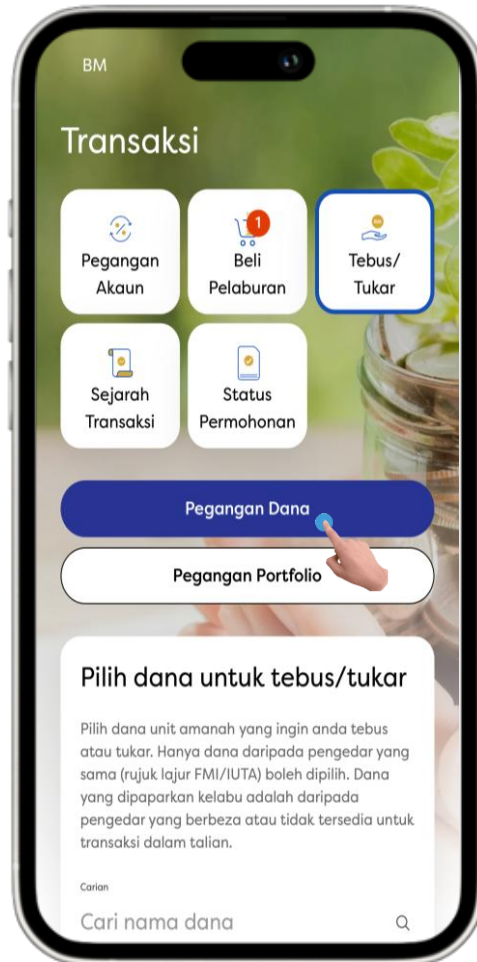 BM
Transaksi
Pegangan
Akaun
1
Beli
Pelaburan
Tebus/
Tukar
Sejarah
Transaksi
Status
Permohonan
Pegangan Dana
Pegangan Portfolio
Pilih dana untuk tebus/tukar
Pilih dana unit amanah yang ingin anda tebus
atau tukar. Hanya dana daripada pengedar yang
sama (rujuk lajur FMI/IUTA) boleh dipilih. Dana
yang dipaparkan kelabu adalah daripada
pengedar yang berbeza atau tidak tersedia untuk
transaksi dalam talian.
Carian
Cari nama dana